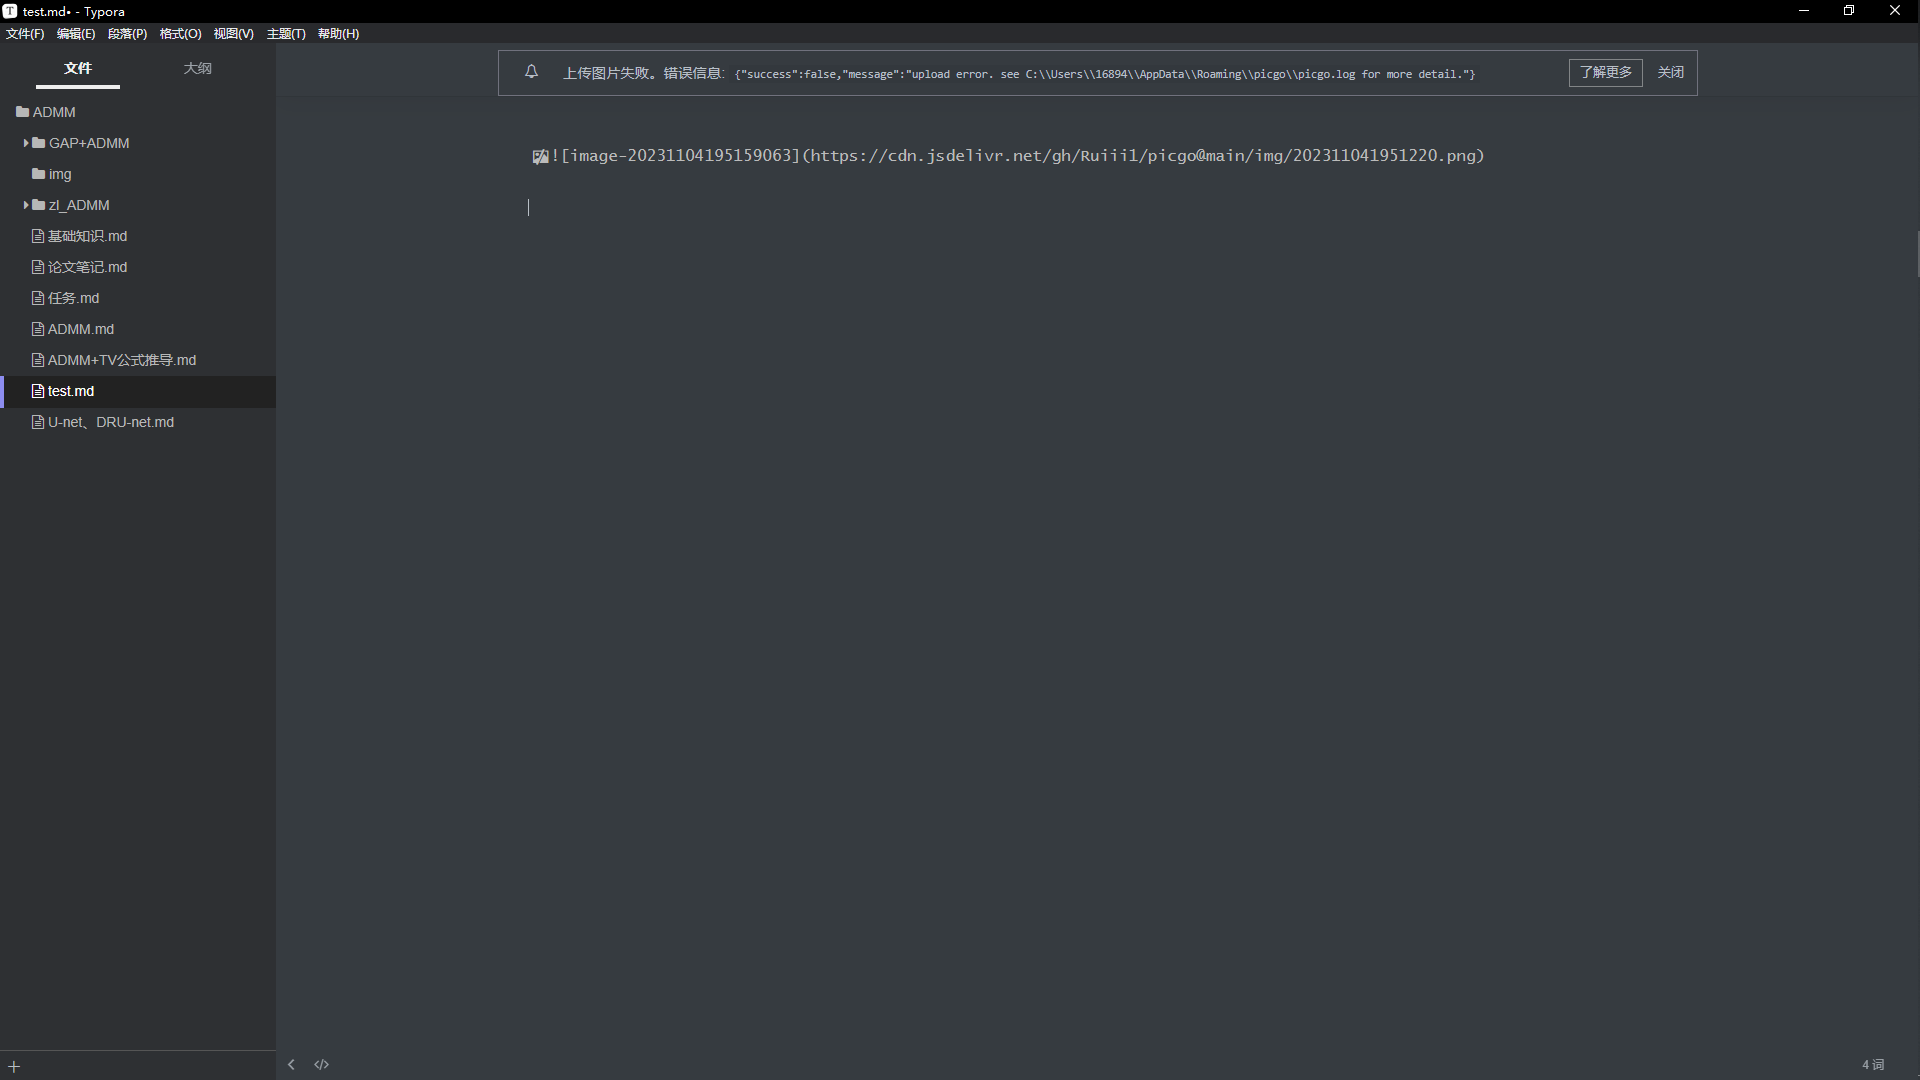 test.md• - Typora
文件(F) 编辑(E) 段落(P) 格式(O) 视图(V) 主题(T) 帮助(H)
文件 大纲
上传图片失败。错误信息: {"success":false,"message":"upload error. see C:\\Users\\16894\\AppData\\Roaming\\picgo\\picgo.log for more detail."} 了解更多 关闭
ADMM
GAP+ADMM
img
zl_ADMM
基础知识.md
论文笔记.md
任务.md
ADMM.md
ADMM+TV公式推导.md
test.md
U-net、DRU-net.md
![image-20231104195159063](https://cdn.jsdelivr.net/gh/Ruiii1/picgo@main/img/202311041951220.png)
4 词